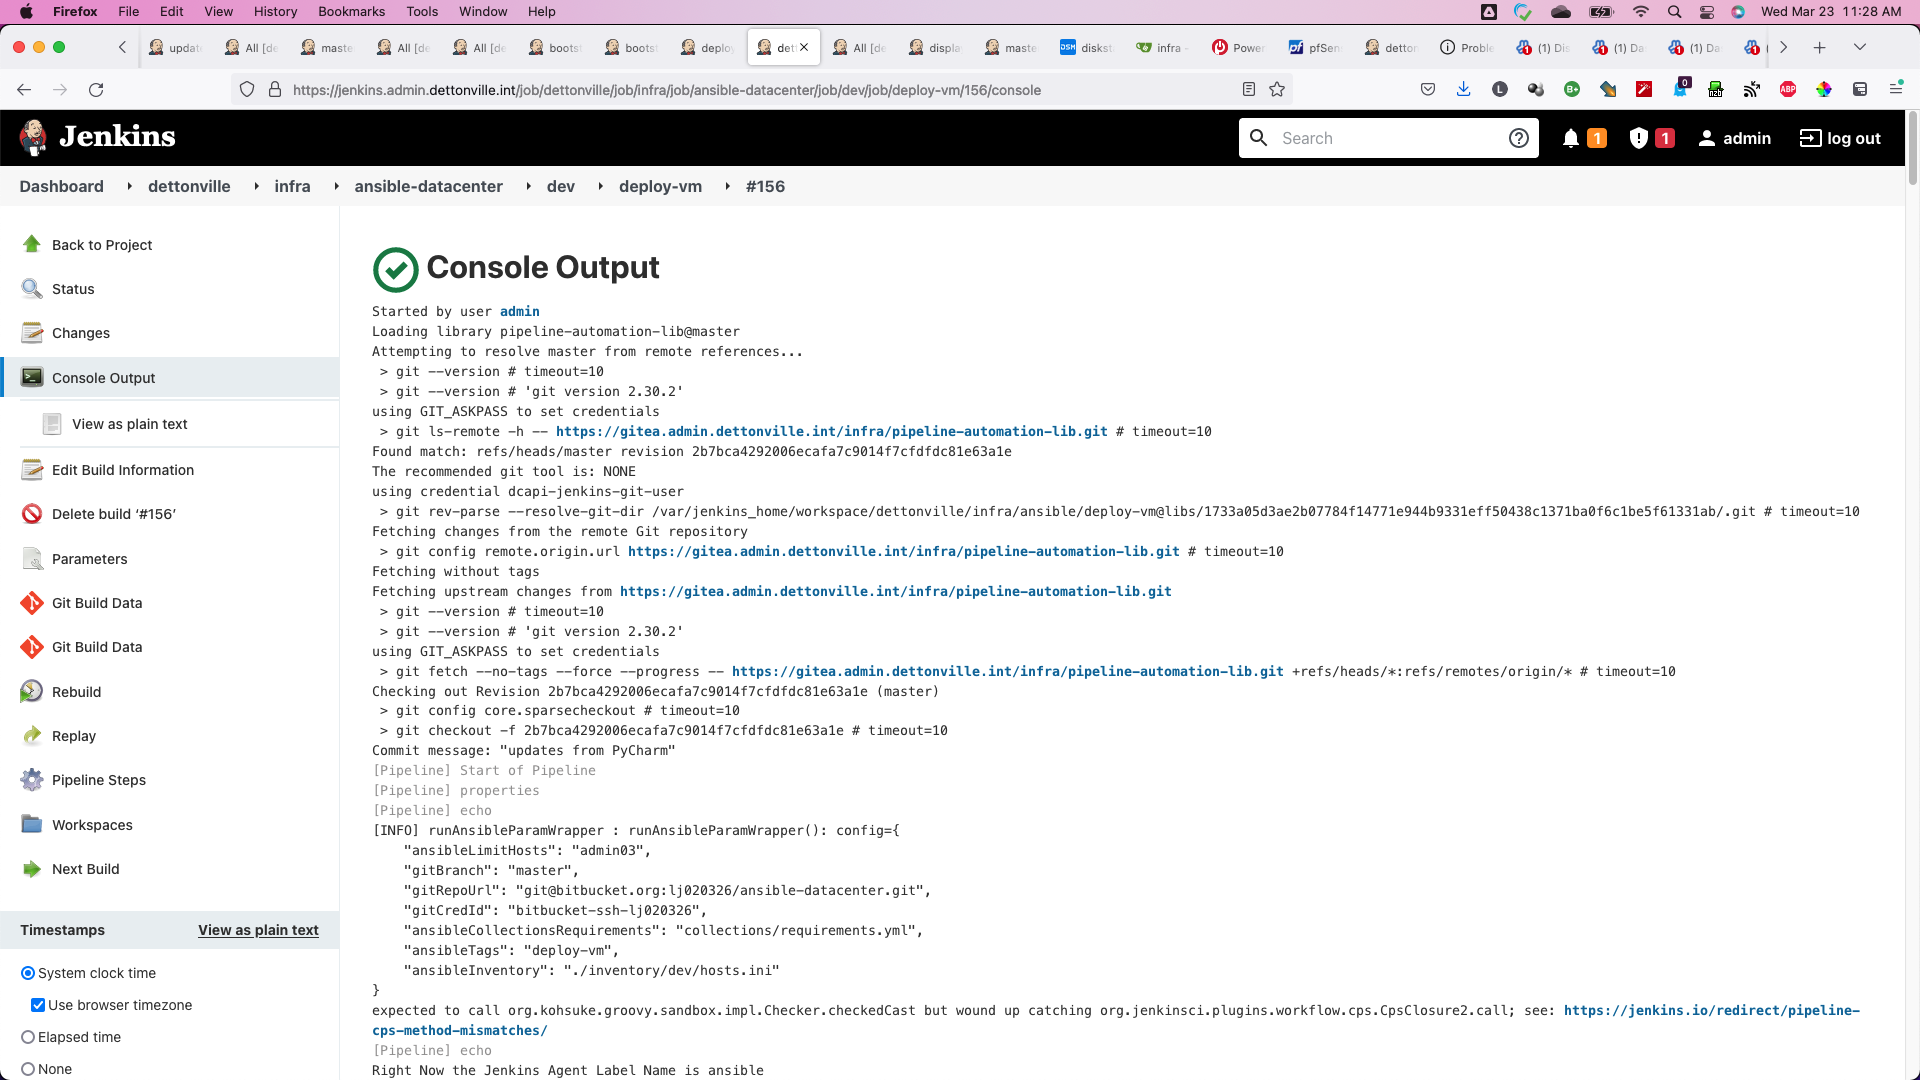 Firefox File Edit View History Bookmarks Tools Window Help Wed Mar 23 11:28 AM
updat All [de maste All [de All [de boots boots deploy det All [de displa maste DSM diskst infra - Power pf pfSen detton Proble (1) Dis (1) Da (1) Da
https://jenkins.admin.dettonville.int/job/dettonville/job/infra/job/ansible-datacenter/job/dev/job/deploy-vm/156/console
Jenkins Search 1 1 admin log out
Dashboard dettonville infra ansible-datacenter dev deploy-vm #156
Back to Project
Status
Changes
Console Output
View as plain text
Edit Build Information
Delete build ‘#156’
Parameters
Git Build Data
Git Build Data
Rebuild
Replay
Pipeline Steps
Workspaces
Next Build
Timestamps View as plain text
System clock time
Use browser timezone
Elapsed time
None
Console Output
Started by user admin
Loading library pipeline-automation-lib@master
Attempting to resolve master from remote references...
> git --version # timeout=10
> git --version # 'git version 2.30.2'
using GIT_ASKPASS to set credentials
> git ls-remote -h -- https://gitea.admin.dettonville.int/infra/pipeline-automation-lib.git # timeout=10
Found match: refs/heads/master revision 2b7bca4292006ecafa7c9014f7cfdfdc81e63a1e
The recommended git tool is: NONE
using credential dcapi-jenkins-git-user
> git rev-parse --resolve-git-dir /var/jenkins_home/workspace/dettonville/infra/ansible/deploy-vm@libs/1733a05d3ae2b07784f14771e944b9331eff50438c1371ba0f6c1be5f61331ab/.git # timeout=10
Fetching changes from the remote Git repository
> git config remote.origin.url https://gitea.admin.dettonville.int/infra/pipeline-automation-lib.git # timeout=10
Fetching without tags
Fetching upstream changes from https://gitea.admin.dettonville.int/infra/pipeline-automation-lib.git
> git --version # timeout=10
> git --version # 'git version 2.30.2'
using GIT_ASKPASS to set credentials
> git fetch --no-tags --force --progress -- https://gitea.admin.dettonville.int/infra/pipeline-automation-lib.git +refs/heads/*:refs/remotes/origin/* # timeout=10
Checking out Revision 2b7bca4292006ecafa7c9014f7cfdfdc81e63a1e (master)
> git config core.sparsecheckout # timeout=10
> git checkout -f 2b7bca4292006ecafa7c9014f7cfdfdc81e63a1e # timeout=10
Commit message: "updates from PyCharm"
[Pipeline] Start of Pipeline
[Pipeline] properties
[Pipeline] echo
[INFO] runAnsibleParamWrapper : runAnsibleParamWrapper(): config={
"ansibleLimitHosts": "admin03",
"gitBranch": "master",
"gitRepoUrl": "git@bitbucket.org:lj020326/ansible-datacenter.git",
"gitCredId": "bitbucket-ssh-lj020326",
"ansibleCollectionsRequirements": "collections/requirements.yml",
"ansibleTags": "deploy-vm",
"ansibleInventory": "./inventory/dev/hosts.ini"
}
expected to call org.kohsuke.groovy.sandbox.impl.Checker.checkedCast but wound up catching org.jenkinsci.plugins.workflow.cps.CpsClosure2.call; see: https://jenkins.io/redirect/pipeline-
cps-method-mismatches/
[Pipeline] echo
Right Now the Jenkins Agent Label Name is ansible